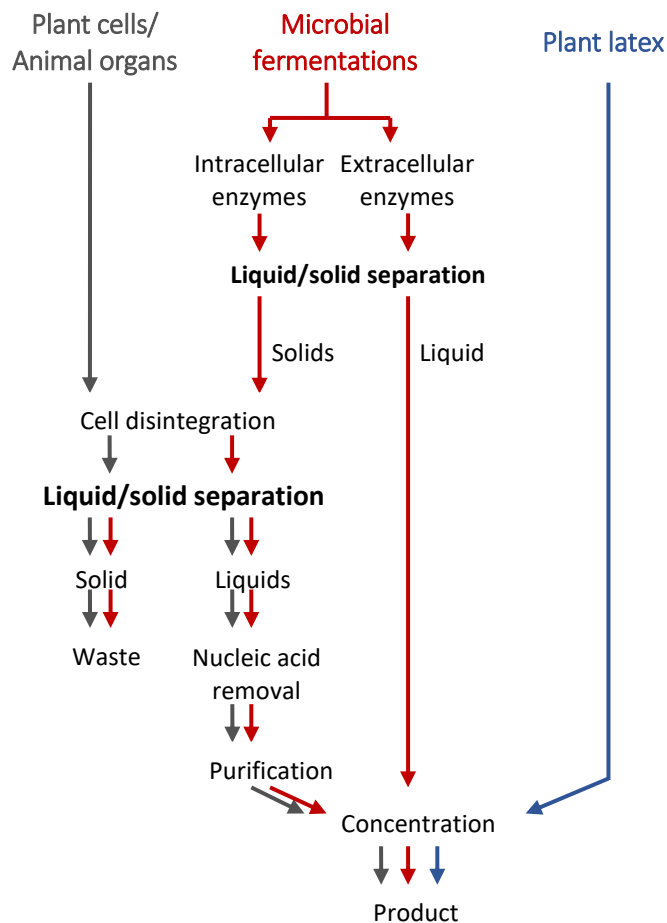 Plant cells/
Animal organs
Microbial
fermentations
Plant latex
Intracellular
enzymes
Extracellular
enzymes
Liquid/solid separation
Solids
Liquid
Cell disintegration
Liquid/solid separation
Solid
Liquids
Waste
Nucleic acid
removal
Purification
Concentration
Product